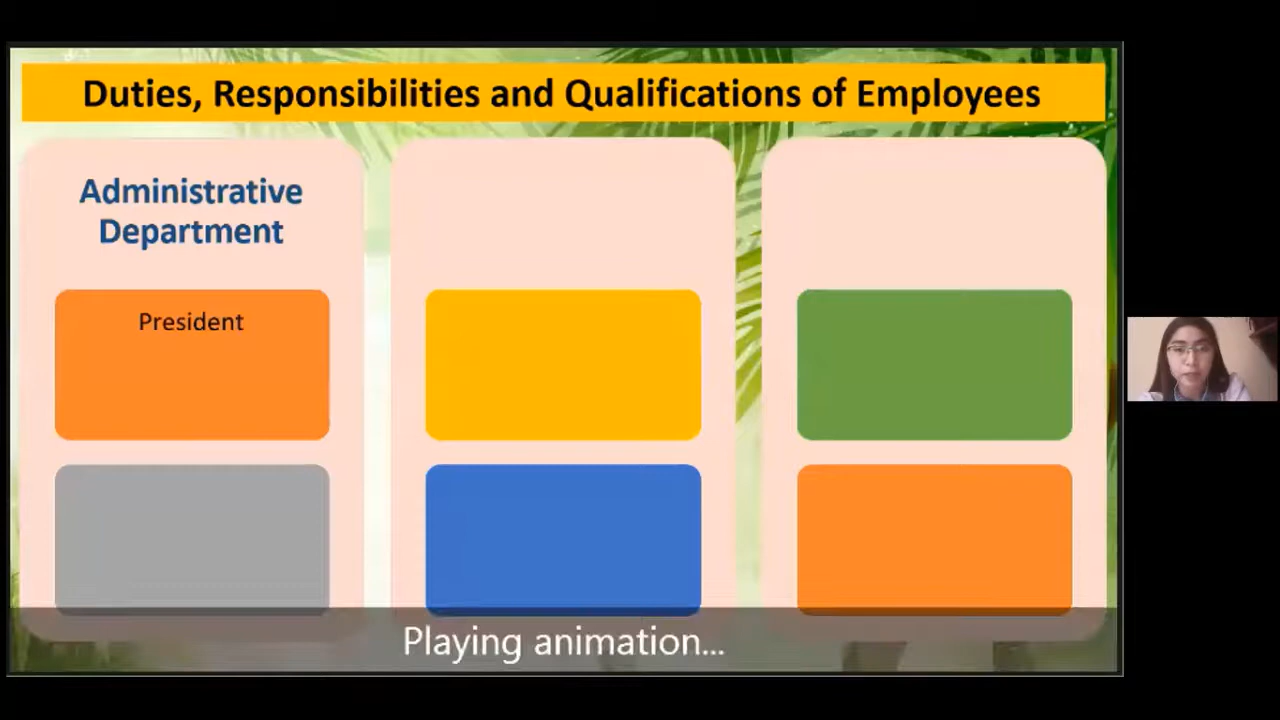 Duties, Responsibilities and Qualifications of Employees
Administrative
Department
President
Playing animation...